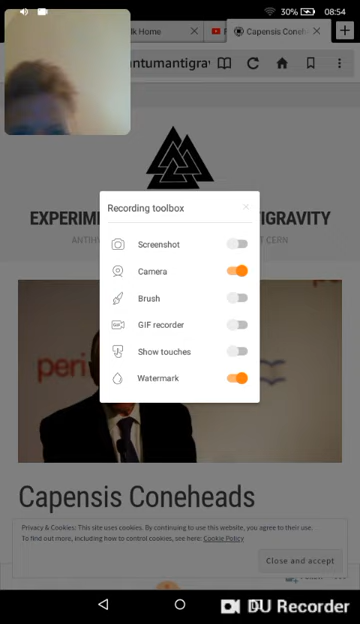 30% 08:54
lk Home
Capensis Conef
antumantigrav
EXPERIM TIGRAVITY
ANTIH T CERN
Recording toolbox
Screenshot
Camera
Brush
GIF recorder
Show touches
Watermark
peri
Capensis Coneheads
Privacy & Cookies: This site uses cookies. By continuing to use this website, you agree to their use.
To find out more, including how to control cookies, see here: Cookie Policy
Close and accept
DU Recorder